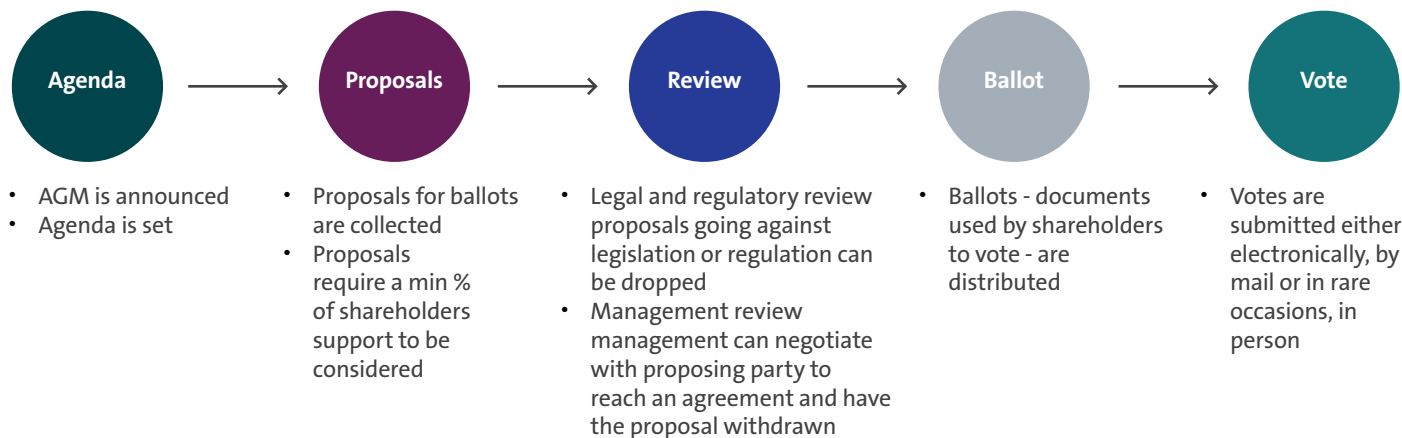 Agenda
Proposals
Review
Ballot
Vote
• AGM is announced
• Agenda is set
• Proposals for ballots
are collected
• Proposals
require a min %
of shareholders
support to be
considered
• Legal and regulatory review
proposals going against
legislation or regulation can
be dropped
• Management review
management can negotiate
with proposing party to
reach an agreement and have
the proposal withdrawn
• Ballots - documents
used by shareholders
to vote - are
distributed
• Votes are
submitted either
electronically, by
mail or in rare
occasions, in
person